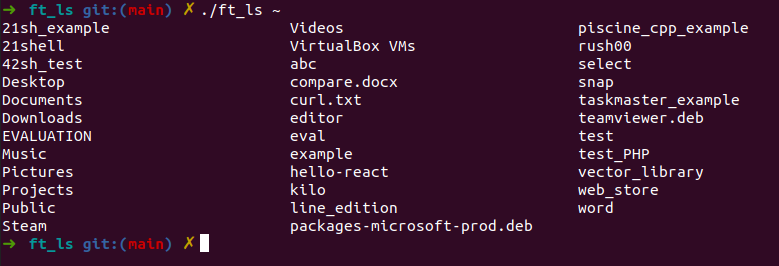 ➜ ft_ls git:(main) ✗ ./ft_ls ~
21sh_example Videos piscine_cpp_example
21shell VirtualBox VMs rush00
42sh_test abc select
Desktop compare.docx snap
Documents curl.txt taskmaster_example
Downloads editor teamviewer.deb
EVALUATION eval test
Music example test_PHP
Pictures hello-react vector_library
Projects kilo web_store
Public line_edition word
Steam packages-microsoft-prod.deb
➜ ft_ls git:(main) ✗